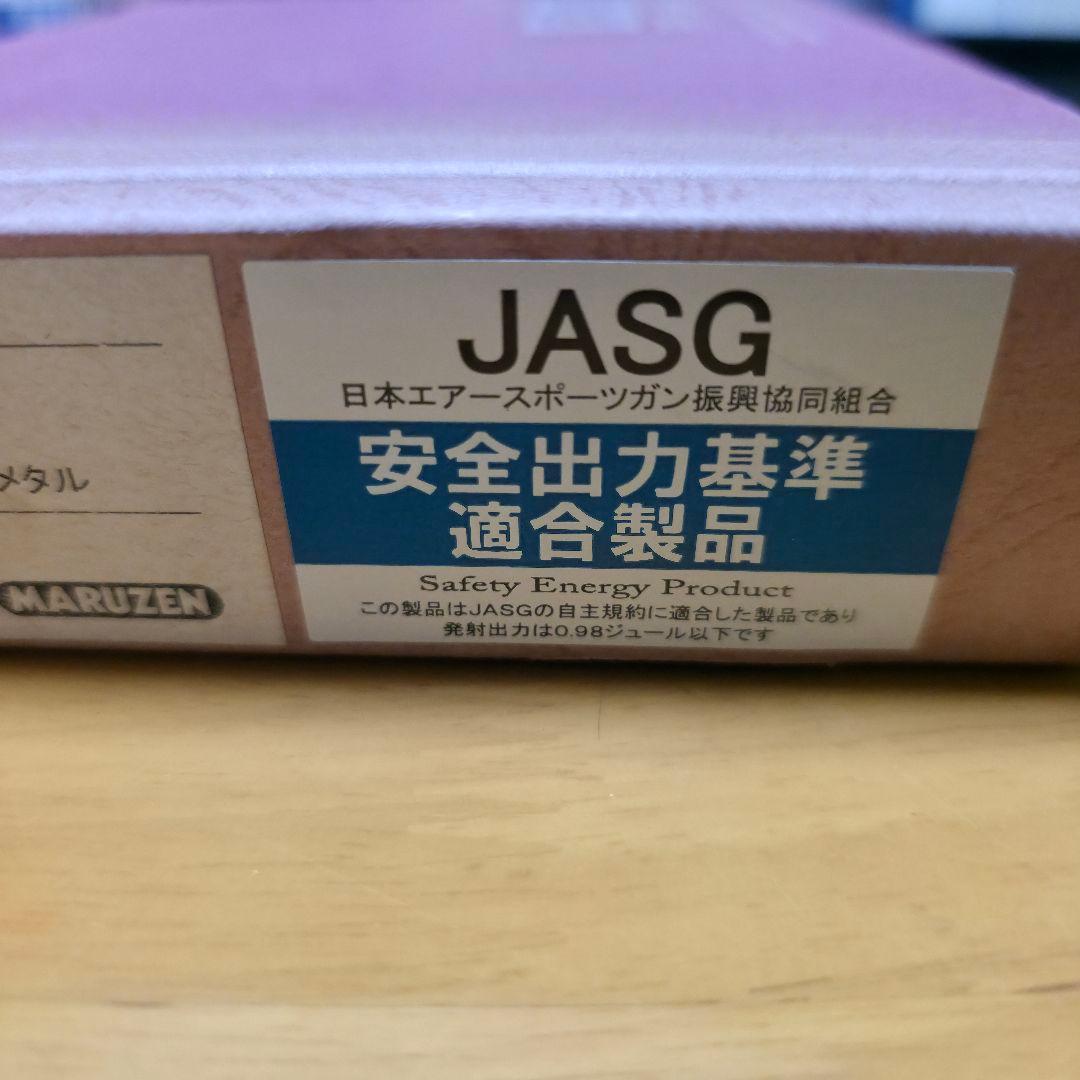 JASG
日本エアースポーツガン振興協同組合
安全出力基準
適合製品
Safety Energy Product
この製品はJASGの自主規約に適合した製品であり
発射出力は0.98ジュール以下です
メタル
MARUZEN